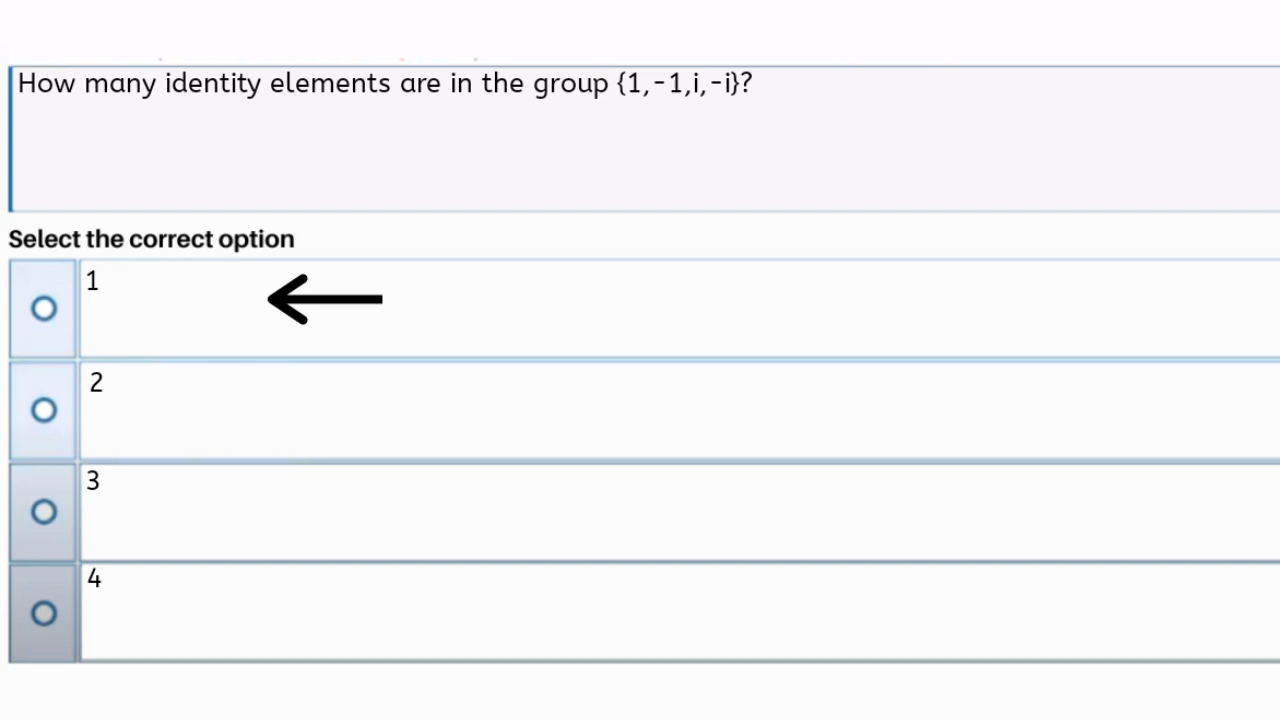 How many identity elements are in the group {1,-1,i,-i}?
Select the correct option
1
2
3
4